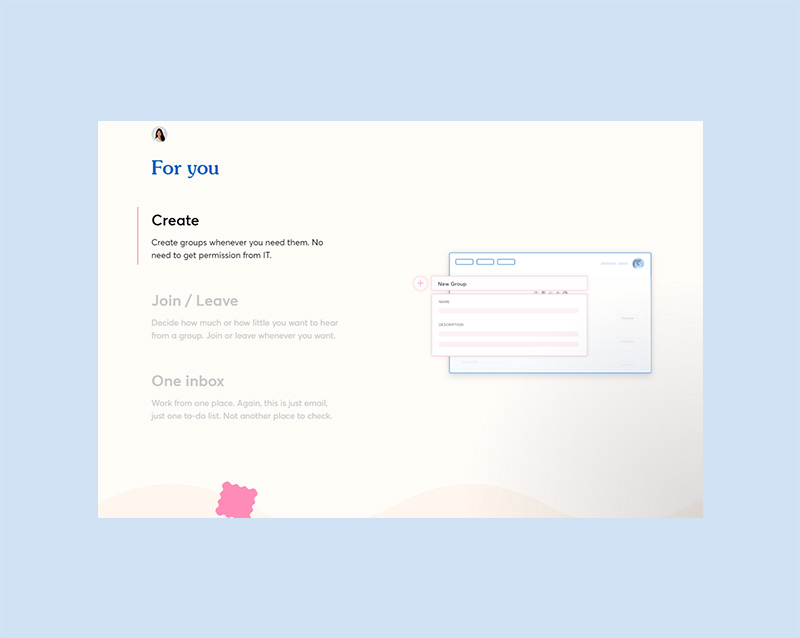 For you
Create
Create groups whenever you need them. No
need to get permission from IT.
Join / Leave
Decide how much or how little you want to hear
from a group. Join or leave whenever you want.
One inbox
Work from one place. Again, this is just email,
just one to-do list. Not another place to check.
New Group
NAME
DESCRIPTION